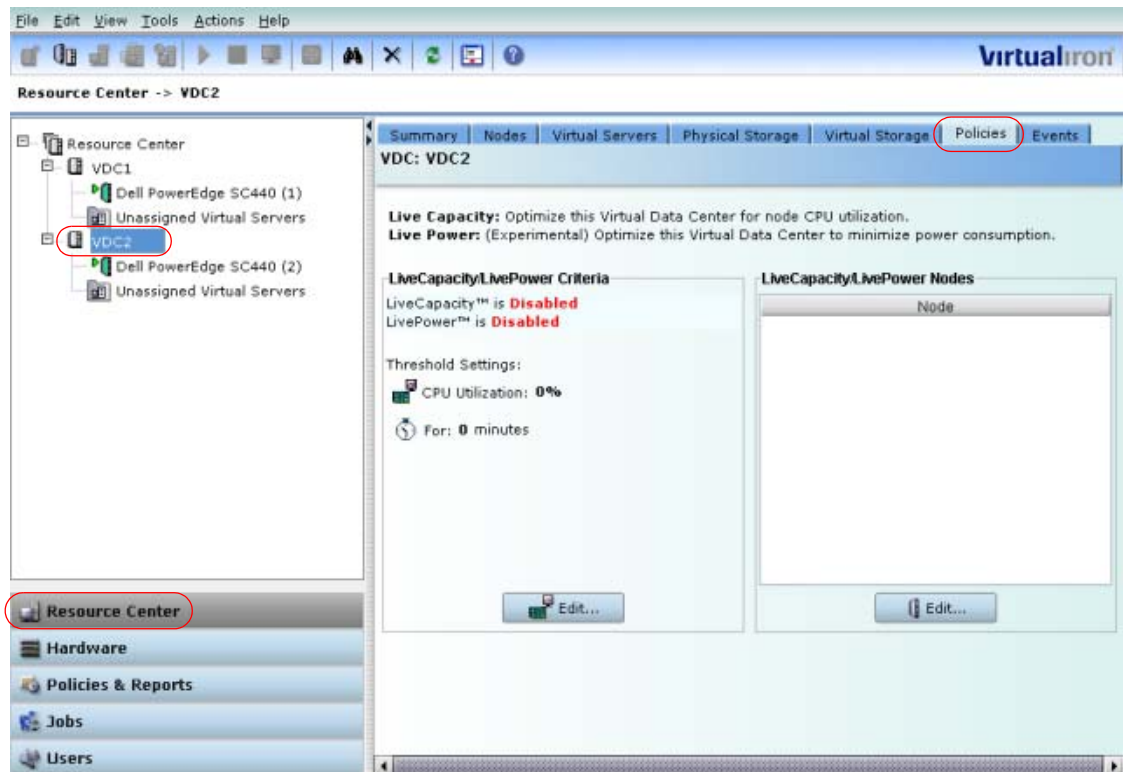 File Edit View Tools Actions Help
Virtualiron
Resource Center -> VDC2
Resource Center
VDC1
Dell PowerEdge SC440 (1)
Unassigned Virtual Servers
VDC2
Dell PowerEdge SC440 (2)
Unassigned Virtual Servers
Resource Center
Hardware
Policies & Reports
Jobs
Users
Summary Nodes Virtual Servers Physical Storage Virtual Storage Policies Events
VDC: VDC2
Live Capacity: Optimize this Virtual Data Center for node CPU utilization.
Live Power: (Experimental) Optimize this Virtual Data Center to minimize power consumption.
LiveCapacity/LivePower Criteria
LiveCapacity™ is Disabled
LivePower™ is Disabled
Threshold Settings:
CPU Utilization: 0%
For: 0 minutes
Edit...
LiveCapacity/LivePower Nodes
Node
Edit...